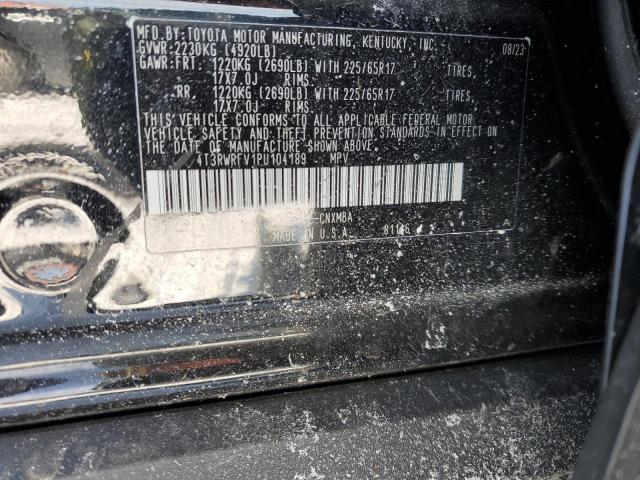 MFD. BY: TOYOTA MOTOR MANUFACTURING, KENTUCKY, INC. 08/23
GVWR: 2230KG (4920LB)
GAWR: FRT. 1220KG (2690LB) WITH 225/65R17 TIRES,
17X7.0J RIMS.
RR. 1220KG (2690LB) WITH 225/65R17 TIRES,
17X7.0J RIMS.
THIS VEHICLE CONFORMS TO ALL APPLICABLE FEDERAL MOTOR
VEHICLE SAFETY AND THEFT PREVENTION STANDARDS IN EFFECT ON
THE DATE OF MANUFACTURE SHOWN ABOVE.
4T3RWRFV1PU104189 MPV
-CNXMBA
MADE IN U.S.A. A